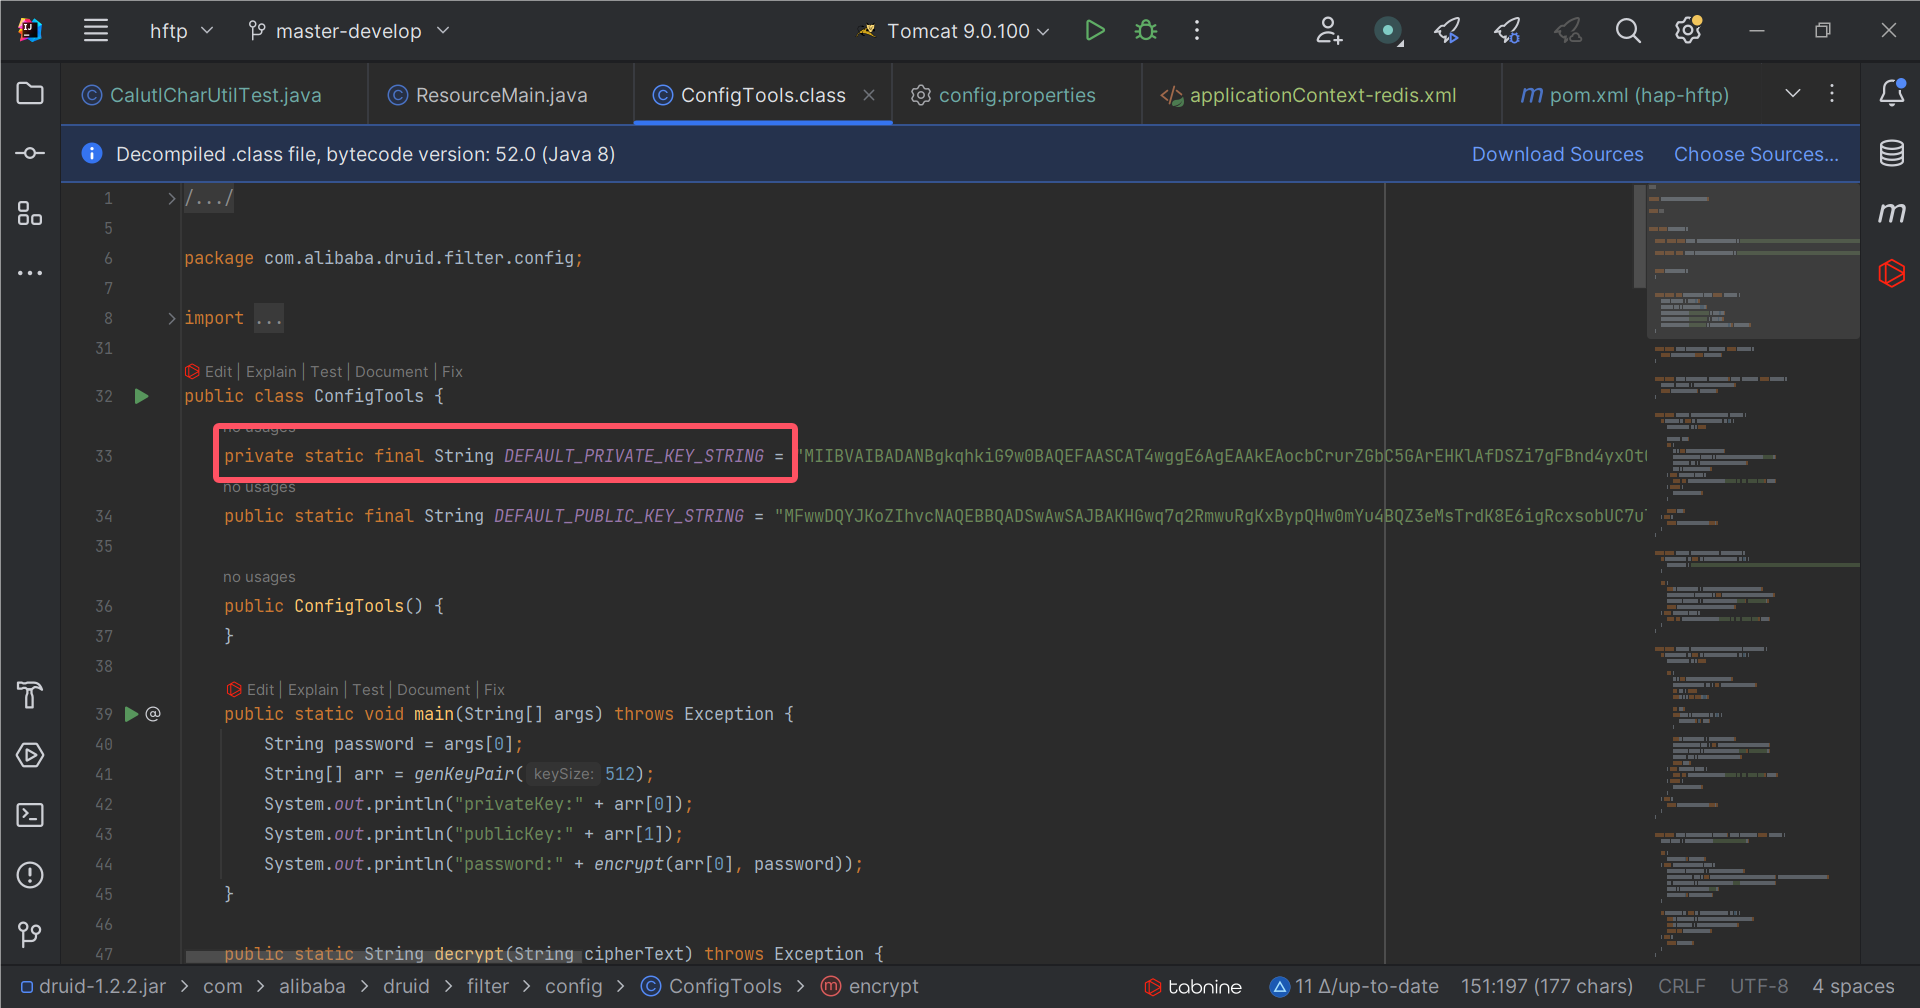 hftp master-develop Tomcat 9.0.100
CalutlCharUtilTest.java ResourceMain.java ConfigTools.class config.properties applicationContext-redis.xml m pom.xml (hap-hftp)
Decompiled .class file, bytecode version: 52.0 (Java 8) Download Sources Choose Sources...
1 /.../
5
6 package com.alibaba.druid.filter.config;
7
8 import ...
31
Edit | Explain | Test | Document | Fix
32 public class ConfigTools {
no usages
33 private static final String DEFAULT_PRIVATE_KEY_STRING = "MIIBVAIBADANBgkqhkiG9w0BAQEFAASCAT4wggE6AgEAAkEAocbCrurZGbC5GArEHKlAfDSZi7gFBnd4yxOt
no usages
34 public static final String DEFAULT_PUBLIC_KEY_STRING = "MFwwDQYJKoZIhvcNAQEBBQADSwAwSAJBAKHGwq7q2RmwuRgKxBypQHw0mYu4BQZ3eMsTrdK8E6igRcxsobUC7u
35
no usages
36 public ConfigTools() {
37 }
38
Edit | Explain | Test | Document | Fix
39 @ public static void main(String[] args) throws Exception {
40 String password = args[0];
41 String[] arr = genKeyPair( keySize: 512);
42 System.out.println("privateKey:" + arr[0]);
43 System.out.println("publicKey:" + arr[1]);
44 System.out.println("password:" + encrypt(arr[0], password));
45 }
46
47 public static String decrypt(String cipherText) throws Exception {
druid-1.2.2.jar > com > alibaba > druid > filter > config > ConfigTools > encrypt tabnine 11 Δ/up-to-date 151:197 (177 chars) CRLF UTF-8 4 spaces